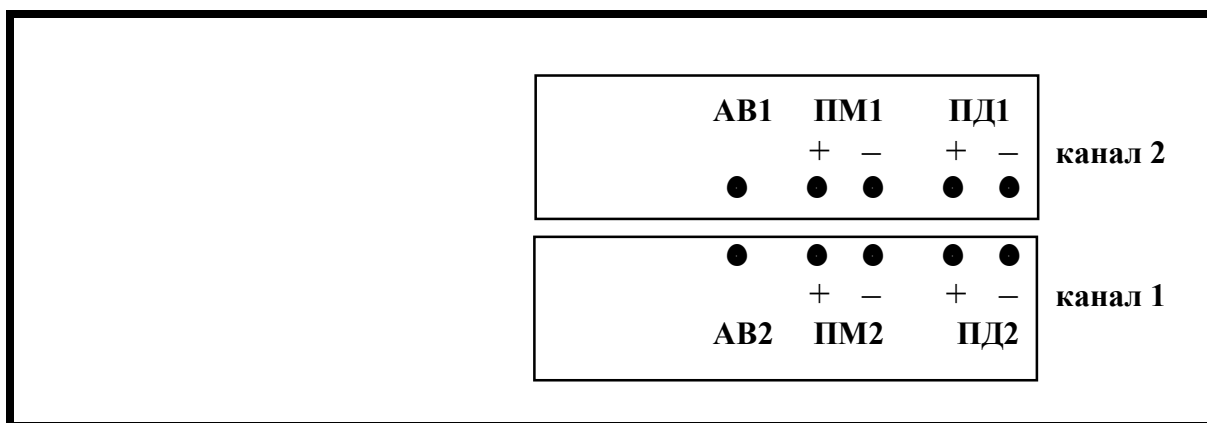 АВ1 ПМ1 ПД1
+ – + – канал 2
+ – + – канал 1
АВ2 ПМ2 ПД2